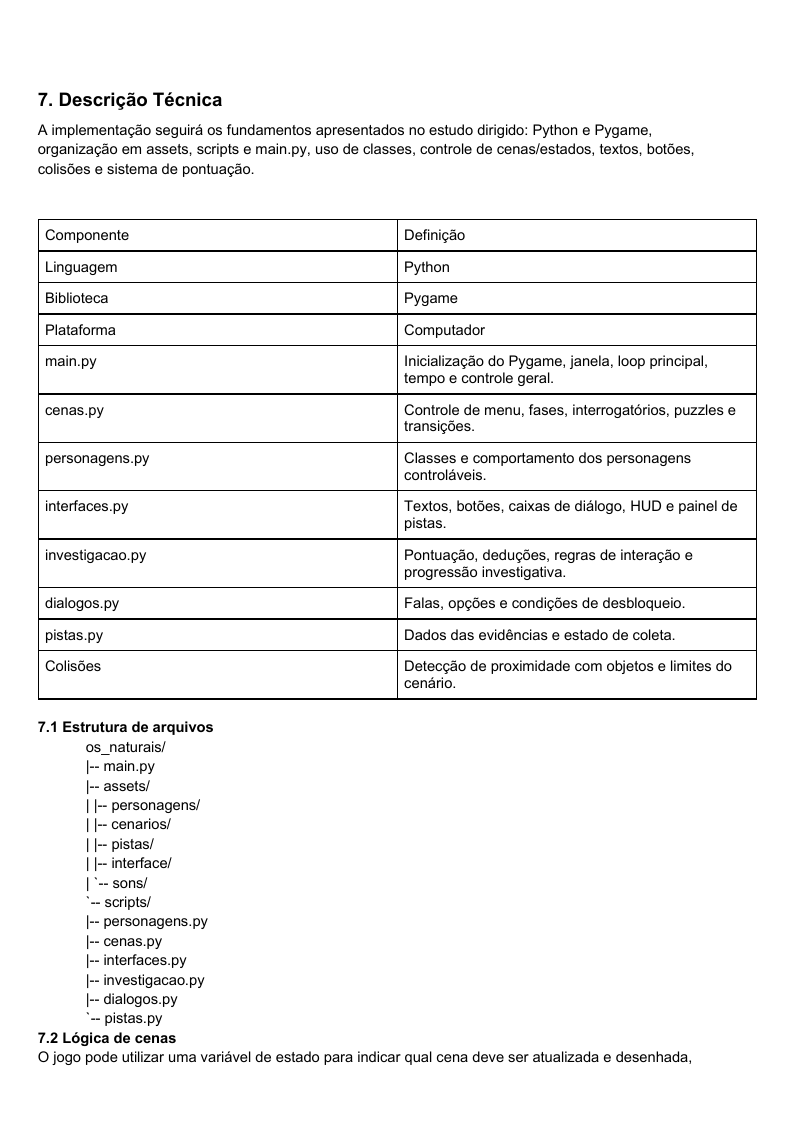 7. Descrição Técnica
A implementação seguirá os fundamentos apresentados no estudo dirigido: Python e Pygame,
organização em assets, scripts e main.py, uso de classes, controle de cenas/estados, textos, botões,
colisões e sistema de pontuação.
Componente
Definição
Linguagem
Python
Biblioteca
Pygame
Plataforma
Computador
main.py
Inicialização do Pygame, janela, loop principal,
tempo e controle geral.
cenas.py
Controle de menu, fases, interrogatórios, puzzles e
transições.
personagens.py
Classes e comportamento dos personagens
controláveis.
interfaces.py
Textos, botões, caixas de diálogo, HUD e painel de
pistas.
investigacao.py
Pontuação, deduções, regras de interação e
progressão investigativa.
dialogos.py
Falas, opções e condições de desbloqueio.
pistas.py
Dados das evidências e estado de coleta.
Colisões
Detecção de proximidade com objetos e limites do
cenário.
7.1 Estrutura de arquivos
os_naturais/
|-- main.py
|-- assets/
| |-- personagens/
| |-- cenarios/
| |-- pistas/
| |-- interface/
| `-- sons/
`-- scripts/
|-- personagens.py
|-- cenas.py
|-- interfaces.py
|-- investigacao.py
|-- dialogos.py
`-- pistas.py
7.2 Lógica de cenas
O jogo pode utilizar uma variável de estado para indicar qual cena deve ser atualizada e desenhada,